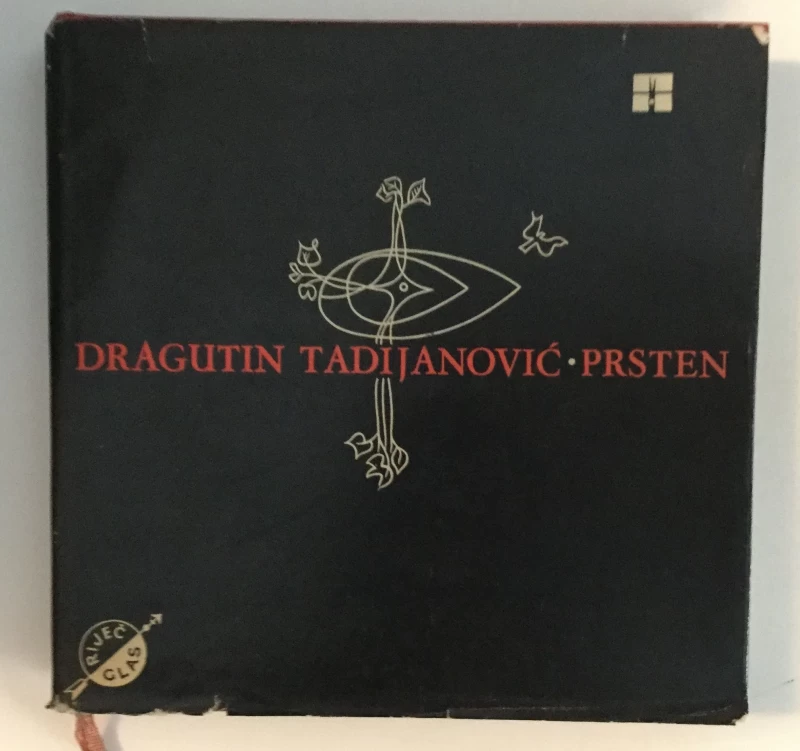 DRAGUTIN TADIJANOVIĆ · PRSTEN
RIJEČ
GLAS